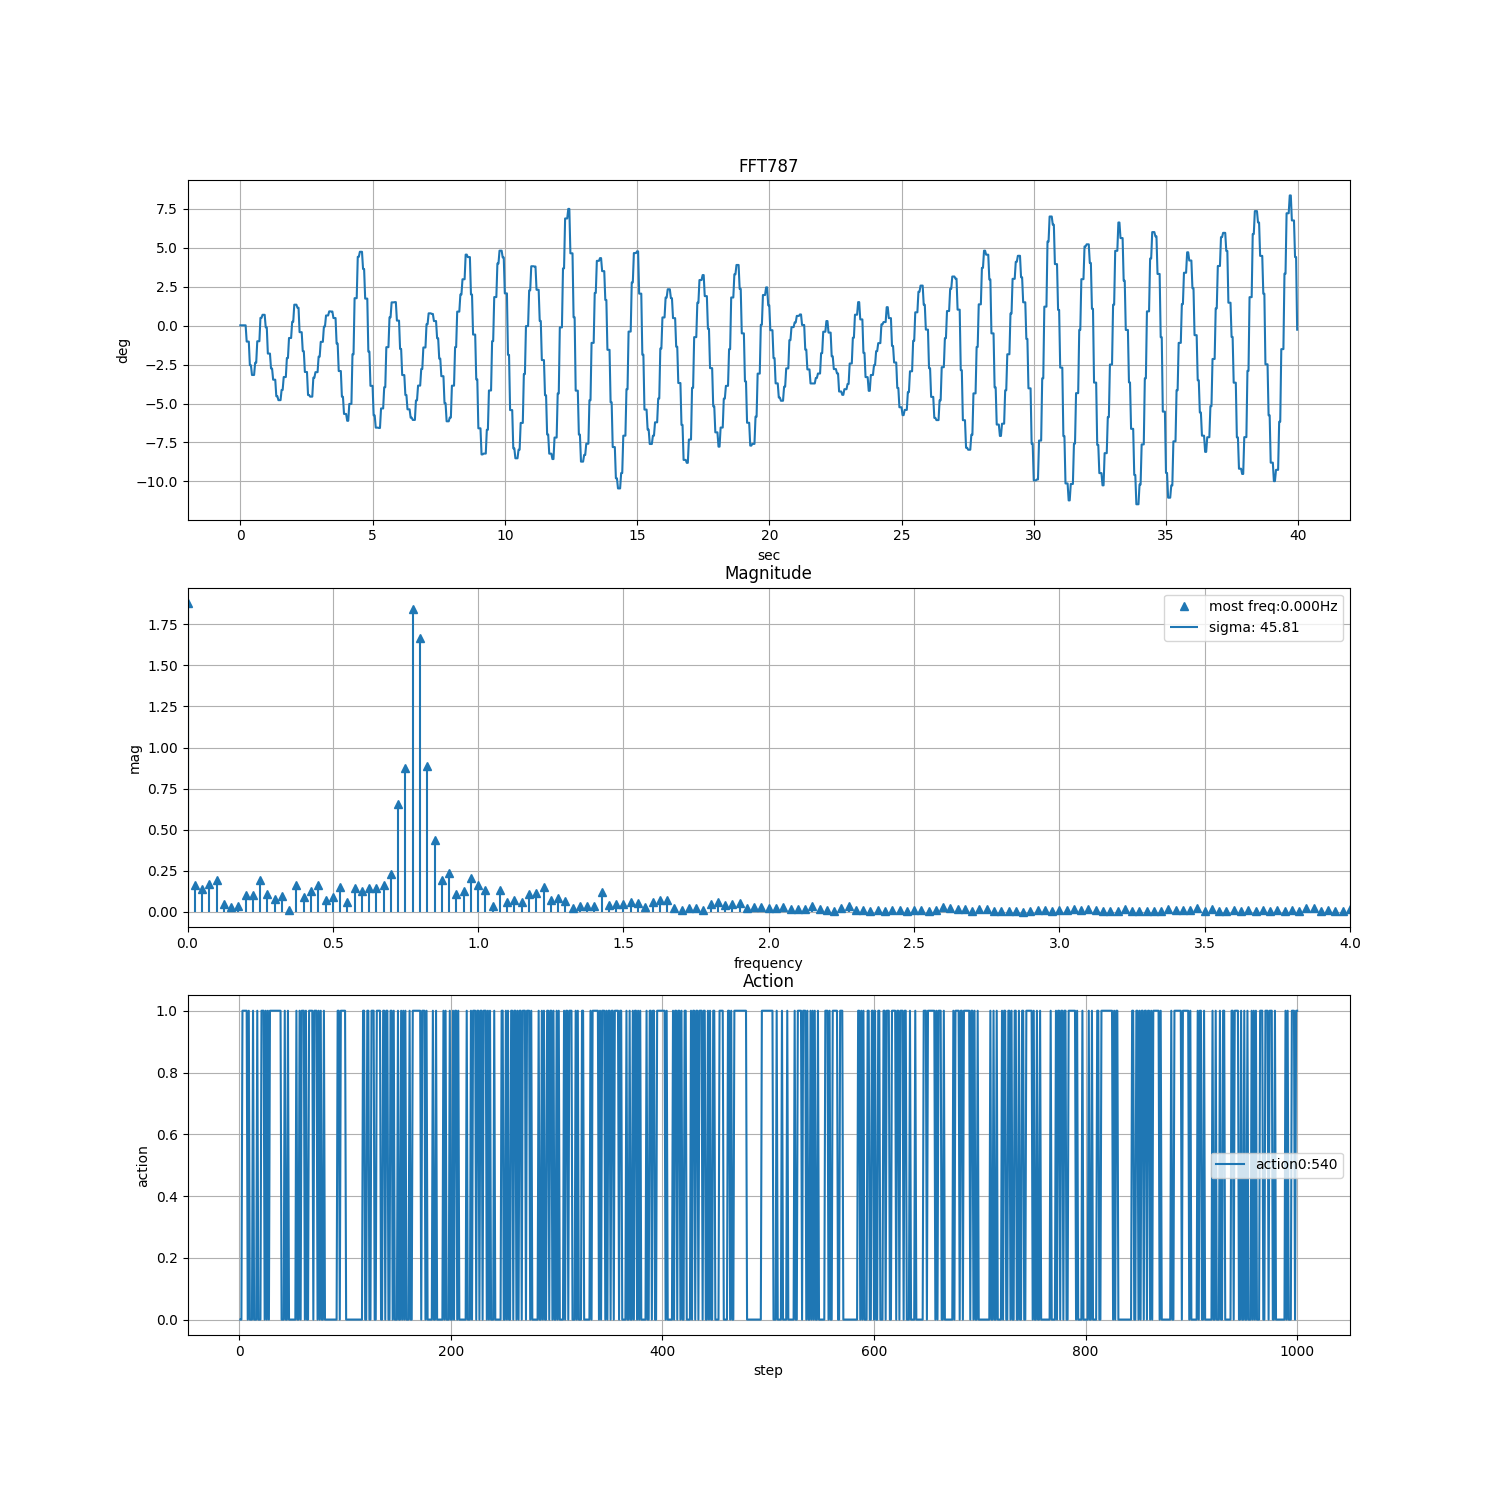 FFT787
7.5
5.0
2.5
0.0
−2.5
−5.0
−7.5
−10.0
deg
0 5 10 15 20 25 30 35 40
sec
Magnitude
most freq:0.000Hz
sigma: 45.81
1.75
1.50
1.25
1.00
0.75
0.50
0.25
0.00
mag
0.0 0.5 1.0 1.5 2.0 2.5 3.0 3.5 4.0
frequency
Action
1.0
0.8
0.6
0.4
0.2
0.0
action
action0:540
0 200 400 600 800 1000
step